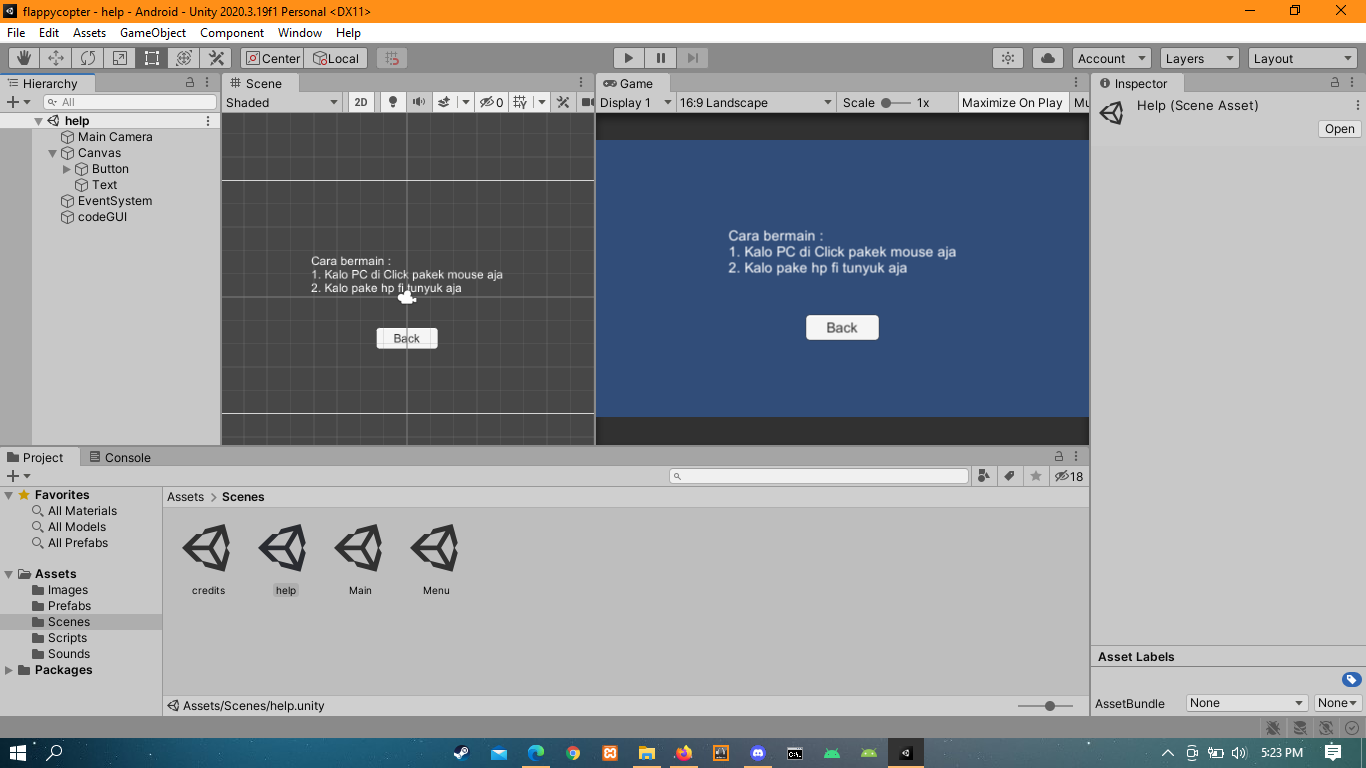 flappycopter - help - Android - Unity 2020.3.19f1 Personal <DX11>
File Edit Assets GameObject Component Window Help
Center Local Account Layers Layout
Hierarchy
All
help
Main Camera
Canvas
Button
Text
EventSystem
codeGUI
Scene
Shaded 2D 0
Cara bermain :
1. Kalo PC di Click pakek mouse aja
2. Kalo pake hp fi tunyuk aja
Back
Game
Display 1 16:9 Landscape Scale 1x Maximize On Play Mu
Cara bermain :
1. Kalo PC di Click pakek mouse aja
2. Kalo pake hp fi tunyuk aja
Back
Inspector
Help (Scene Asset)
Open
Project Console
18
Favorites
All Materials
All Models
All Prefabs
Assets
Images
Prefabs
Scenes
Scripts
Sounds
Packages
Assets > Scenes
credits help Main Menu
Assets/Scenes/help.unity
Asset Labels
AssetBundle None None
5:23 PM